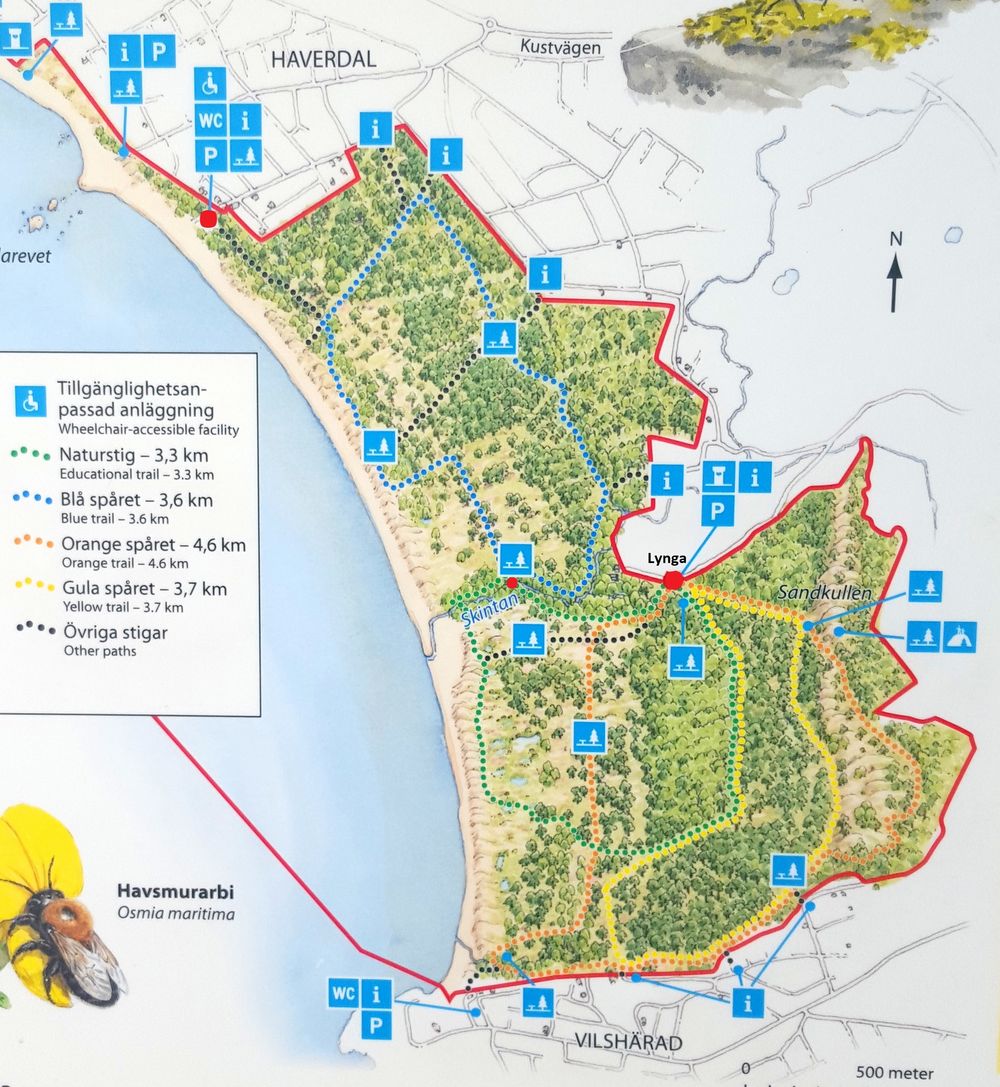 HAVERDAL
Kustvägen
i P
WC i
P
i
i
arevet
N
i
Tillgänglighetsan-
passad anläggning
Wheelchair-accessible facility
Naturstig – 3,3 km
Educational trail – 3.3 km
Blå spåret – 3,6 km
Blue trail – 3.6 km
Orange spåret – 4,6 km
Orange trail – 4.6 km
Gula spåret – 3,7 km
Yellow trail – 3.7 km
Övriga stigar
Other paths
i
i
P
Lynga
Sandkullen
Skintan
Havsmurarbi
Osmia maritima
WC i
P
i
VILSHÄRAD
0
500 meter